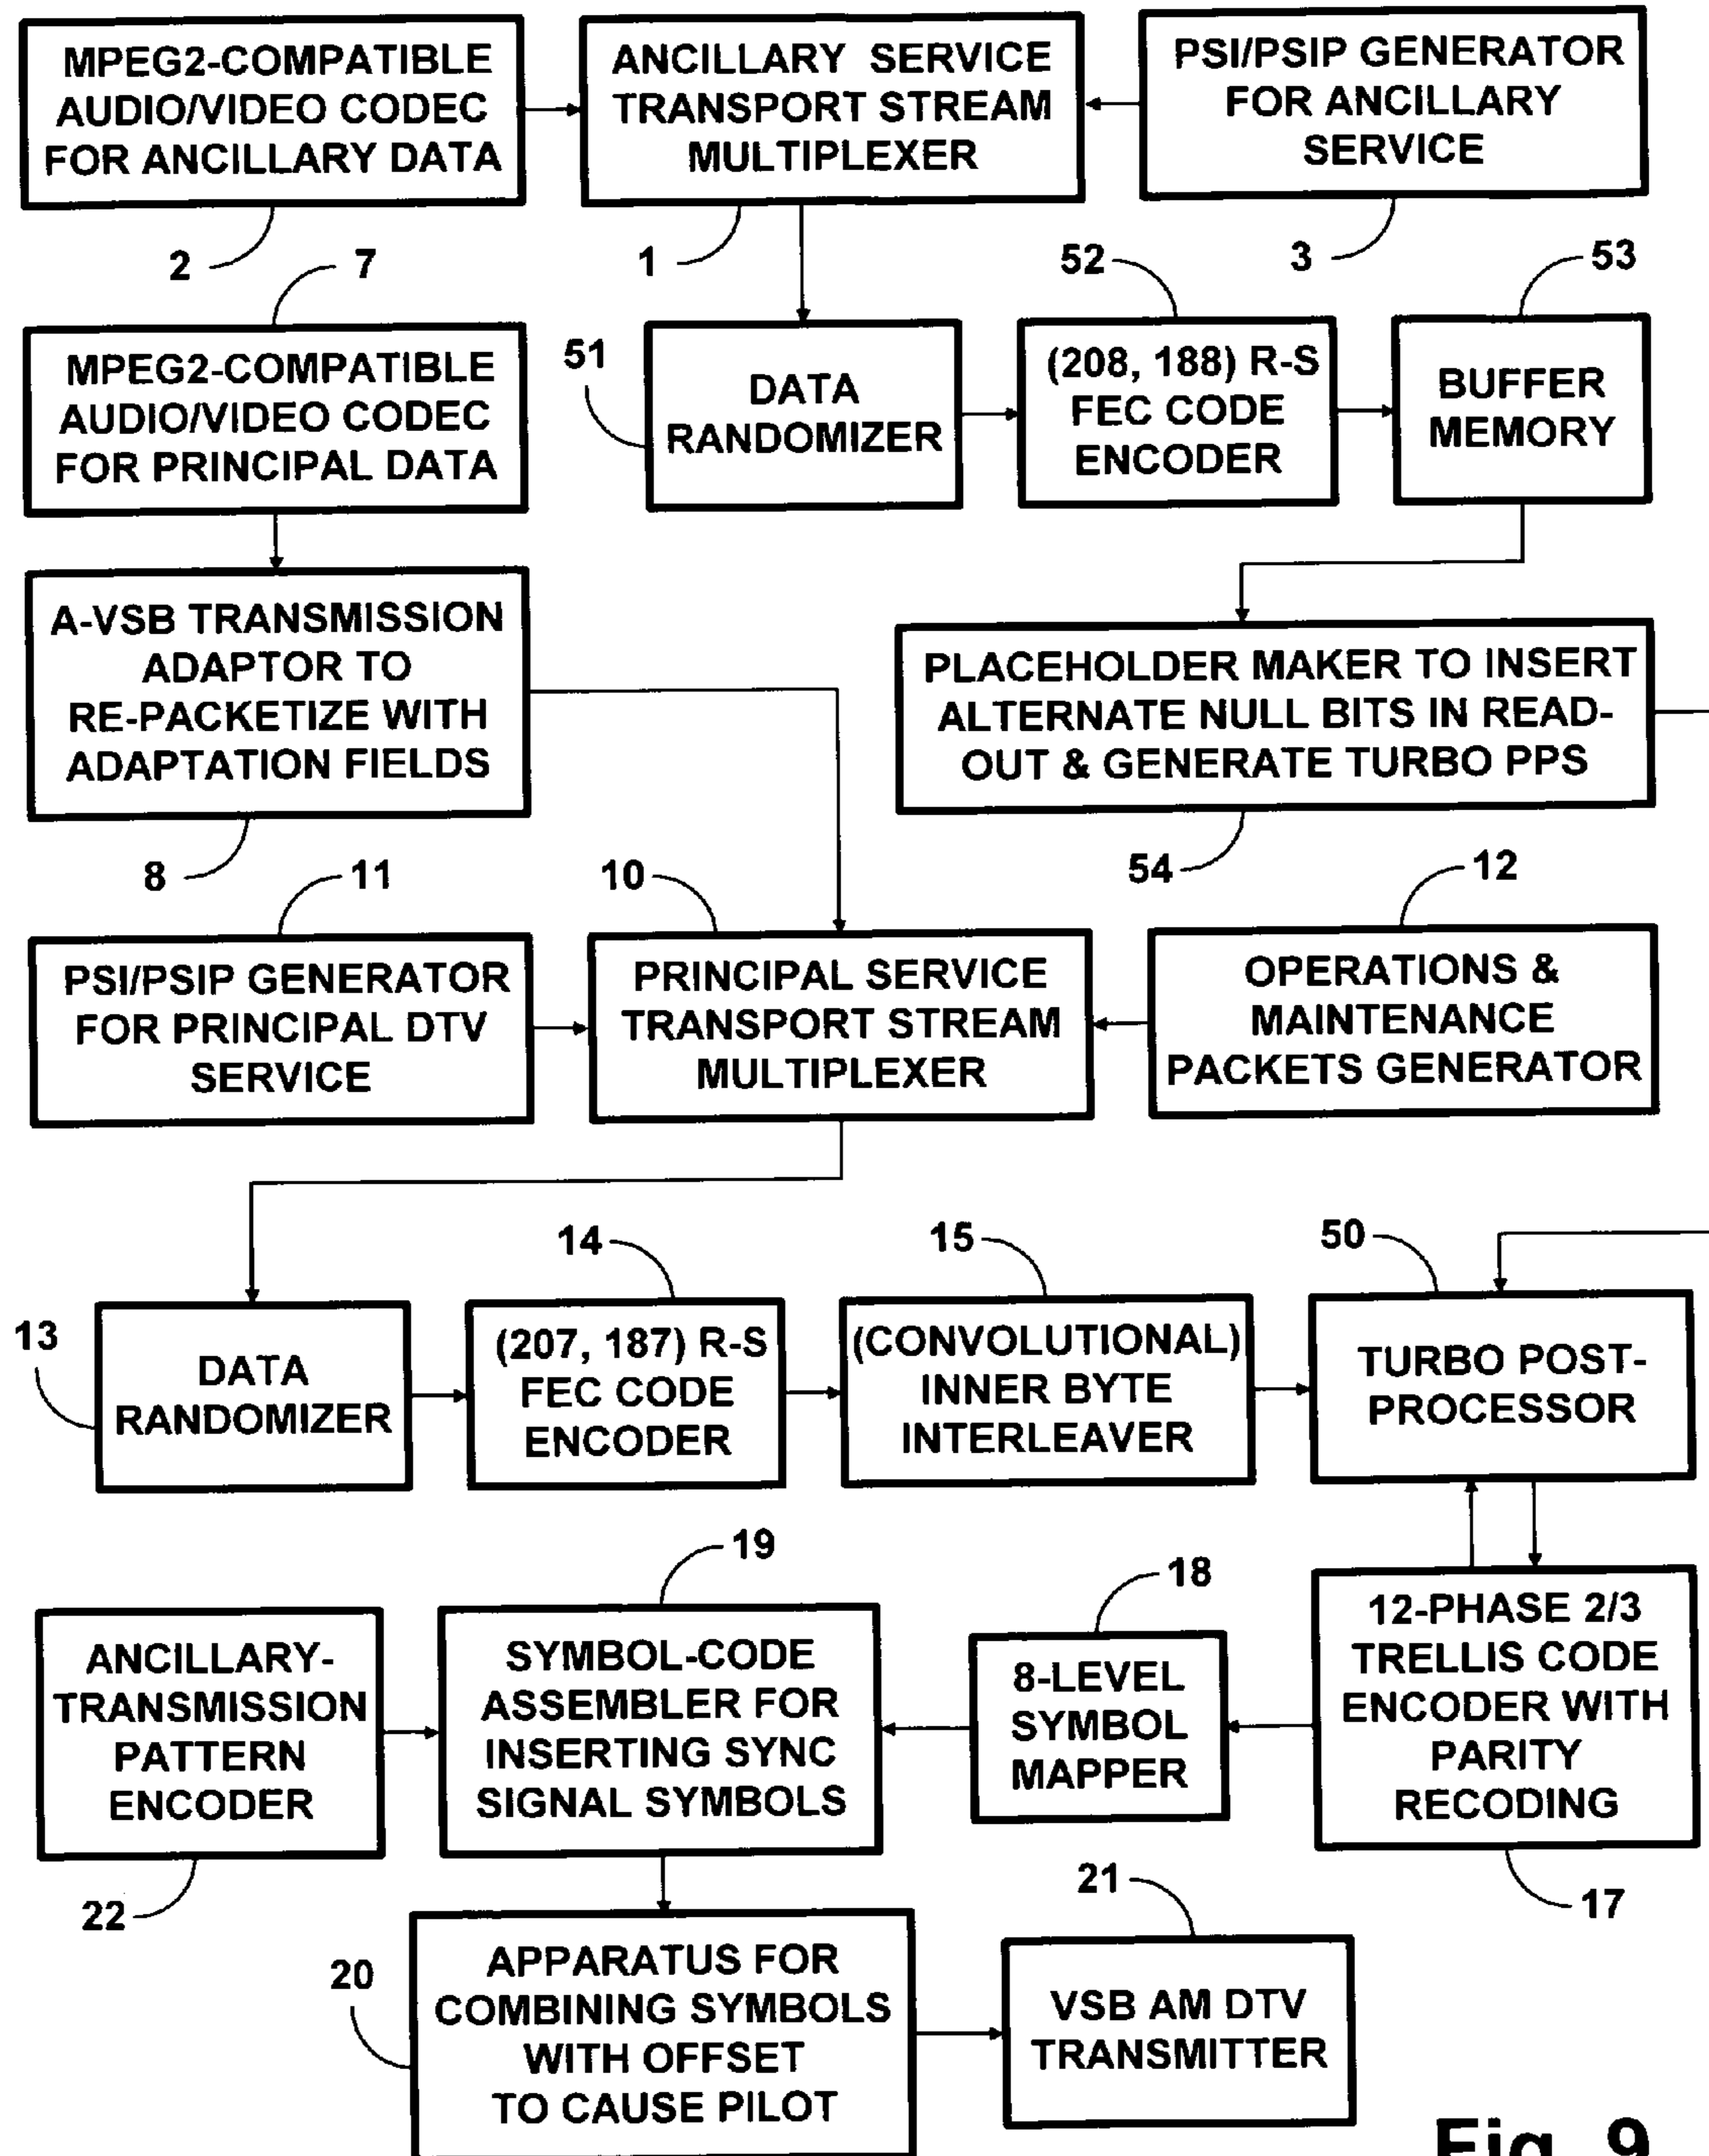 MPEG2-COMPATIBLE
AUDIO/VIDEO CODEC
FOR ANCILLARY DATA
ANCILLARY SERVICE
TRANSPORT STREAM
MULTIPLEXER
PSI/PSIP GENERATOR
FOR ANCILLARY
SERVICE
2
7
1
52
3
53
MPEG2-COMPATIBLE
AUDIO/VIDEO CODEC
FOR PRINCIPAL DATA
51
DATA
RANDOMIZER
(208, 188) R-S
FEC CODE
ENCODER
BUFFER
MEMORY
A-VSB TRANSMISSION
ADAPTOR TO
RE-PACKETIZE WITH
ADAPTATION FIELDS
PLACEHOLDER MAKER TO INSERT
ALTERNATE NULL BITS IN READ-
OUT & GENERATE TURBO PPS
8
11
10
54
12
PSI/PSIP GENERATOR
FOR PRINCIPAL DTV
SERVICE
PRINCIPAL SERVICE
TRANSPORT STREAM
MULTIPLEXER
OPERATIONS &
MAINTENANCE
PACKETS GENERATOR
14
15
50
13
DATA
RANDOMIZER
(207, 187) R-S
FEC CODE
ENCODER
(CONVOLUTIONAL)
INNER BYTE
INTERLEAVER
TURBO POST-
PROCESSOR
19
18
ANCILLARY-
TRANSMISSION
PATTERN
ENCODER
SYMBOL-CODE
ASSEMBLER FOR
INSERTING SYNC
SIGNAL SYMBOLS
8-LEVEL
SYMBOL
MAPPER
12-PHASE 2/3
TRELLIS CODE
ENCODER WITH
PARITY
RECODING
22
21
17
20
APPARATUS FOR
COMBINING SYMBOLS
WITH OFFSET
TO CAUSE PILOT
VSB AM DTV
TRANSMITTER
Fig. 9